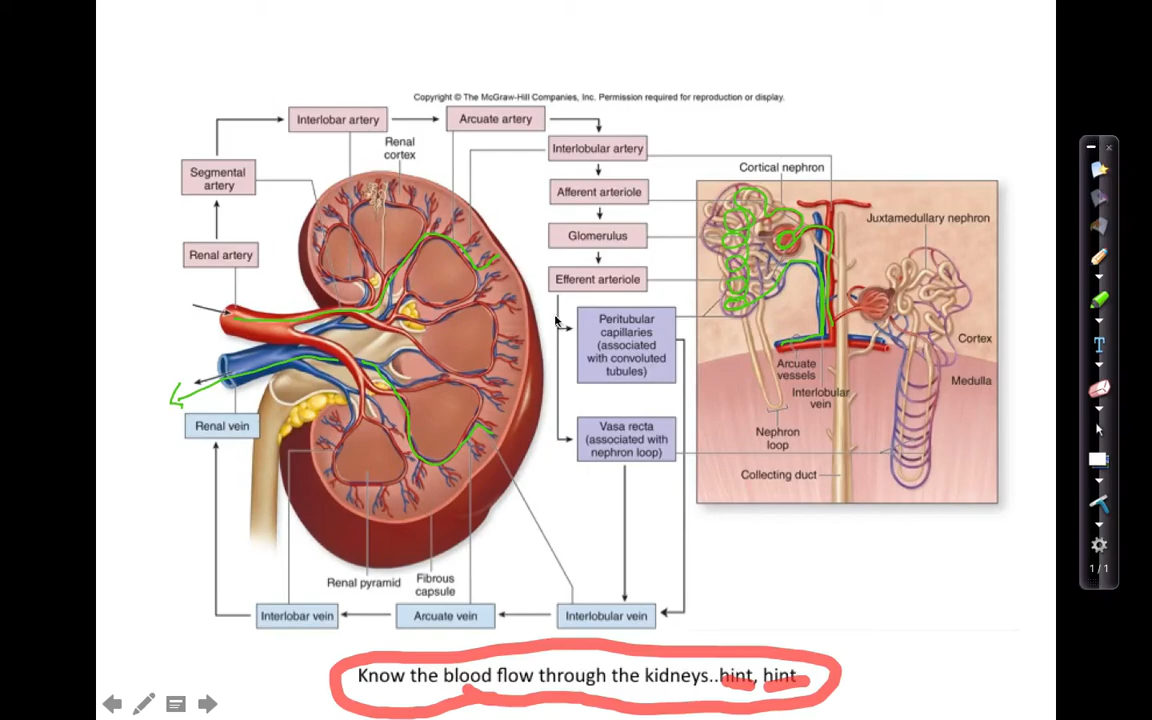 Copyright © The McGraw-Hill Companies, Inc. Permission required for reproduction or display.
Interlobar artery
Arcuate artery
Renal
cortex
Interlobular artery
Segmental
artery
Afferent arteriole
Glomerulus
Renal artery
Efferent arteriole
Peritubular
capillaries
(associated
with convoluted
tubules)
Vasa recta
(associated with
nephron loop)
Renal vein
Renal pyramid
Fibrous
capsule
Interlobar vein
Arcuate vein
Interlobular vein
Cortical nephron
Juxtamedullary nephron
Cortex
Arcuate
vessels
Medulla
Interlobular
vein
Nephron
loop
Collecting duct
Know the blood flow through the kidneys..hint, hint
T
1/1